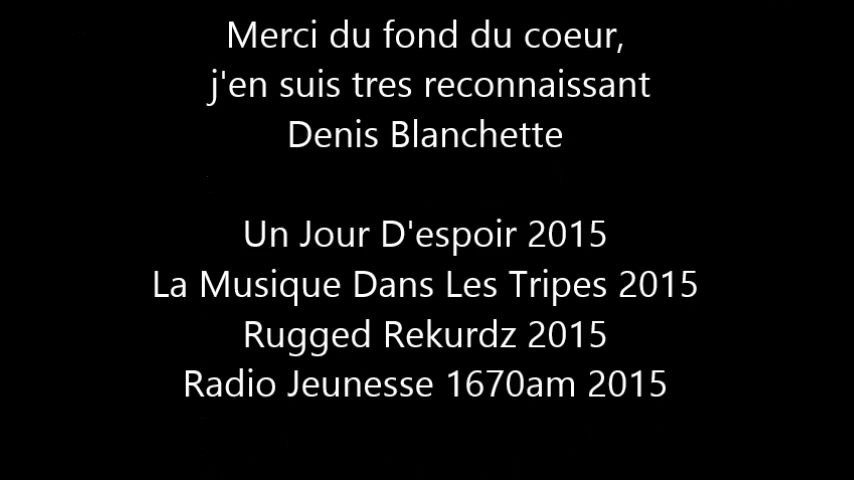 Merci du fond du coeur,
j'en suis tres reconnaissant
Denis Blanchette
Un Jour D'espoir 2015
La Musique Dans Les Tripes 2015
Rugged Rekurdz 2015
Radio Jeunesse 1670am 2015